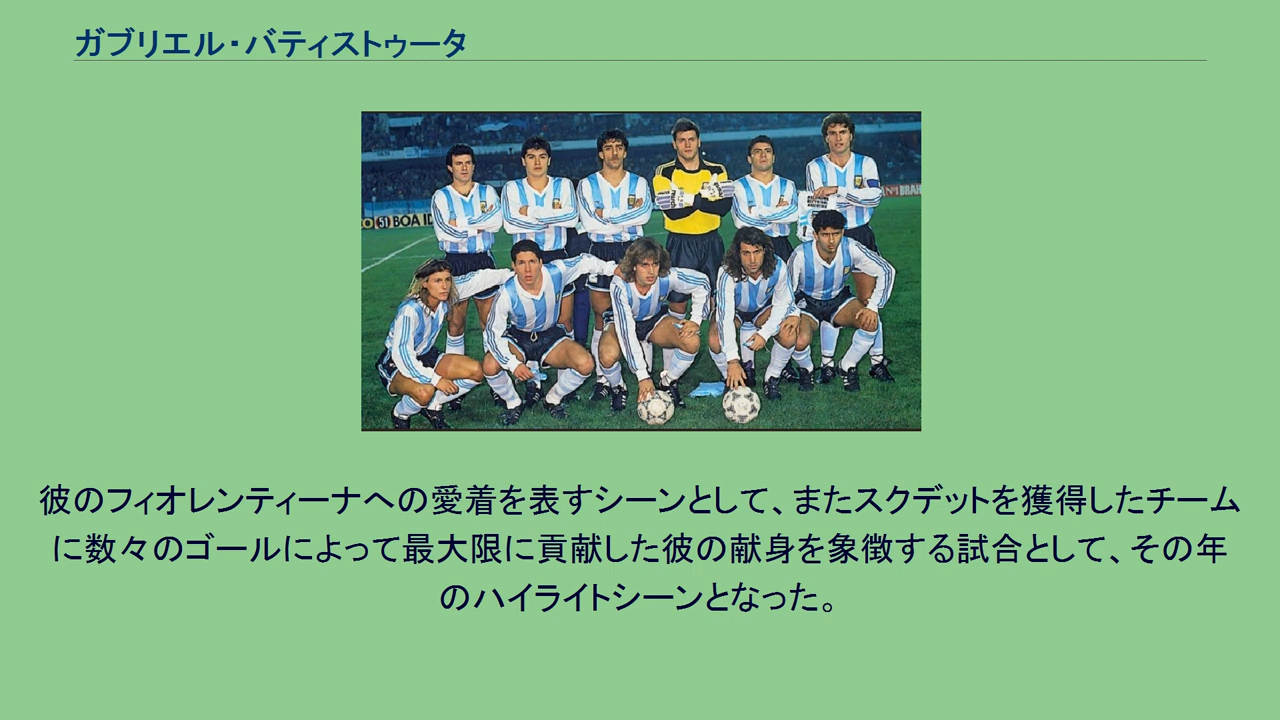 ガブリエル・バティストゥータ
BOA
彼のフィオレンティーナへの愛着を表すシーンとして、またスクデットを獲得したチーム
に数々のゴールによって最大限に貢献した彼の献身を象徴する試合として、その年
のハイライトシーンとなった。